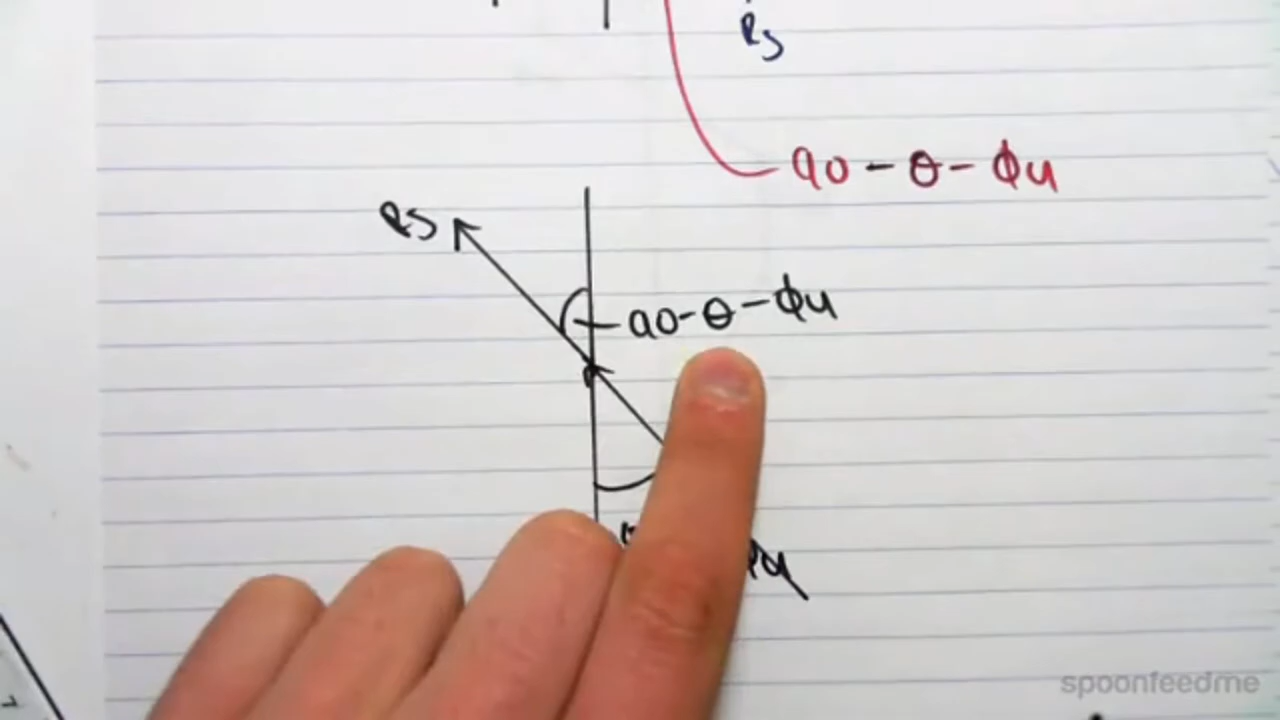 Rs
90 - θ - ϕu
RS
90-θ-ϕu
spoonfeedme